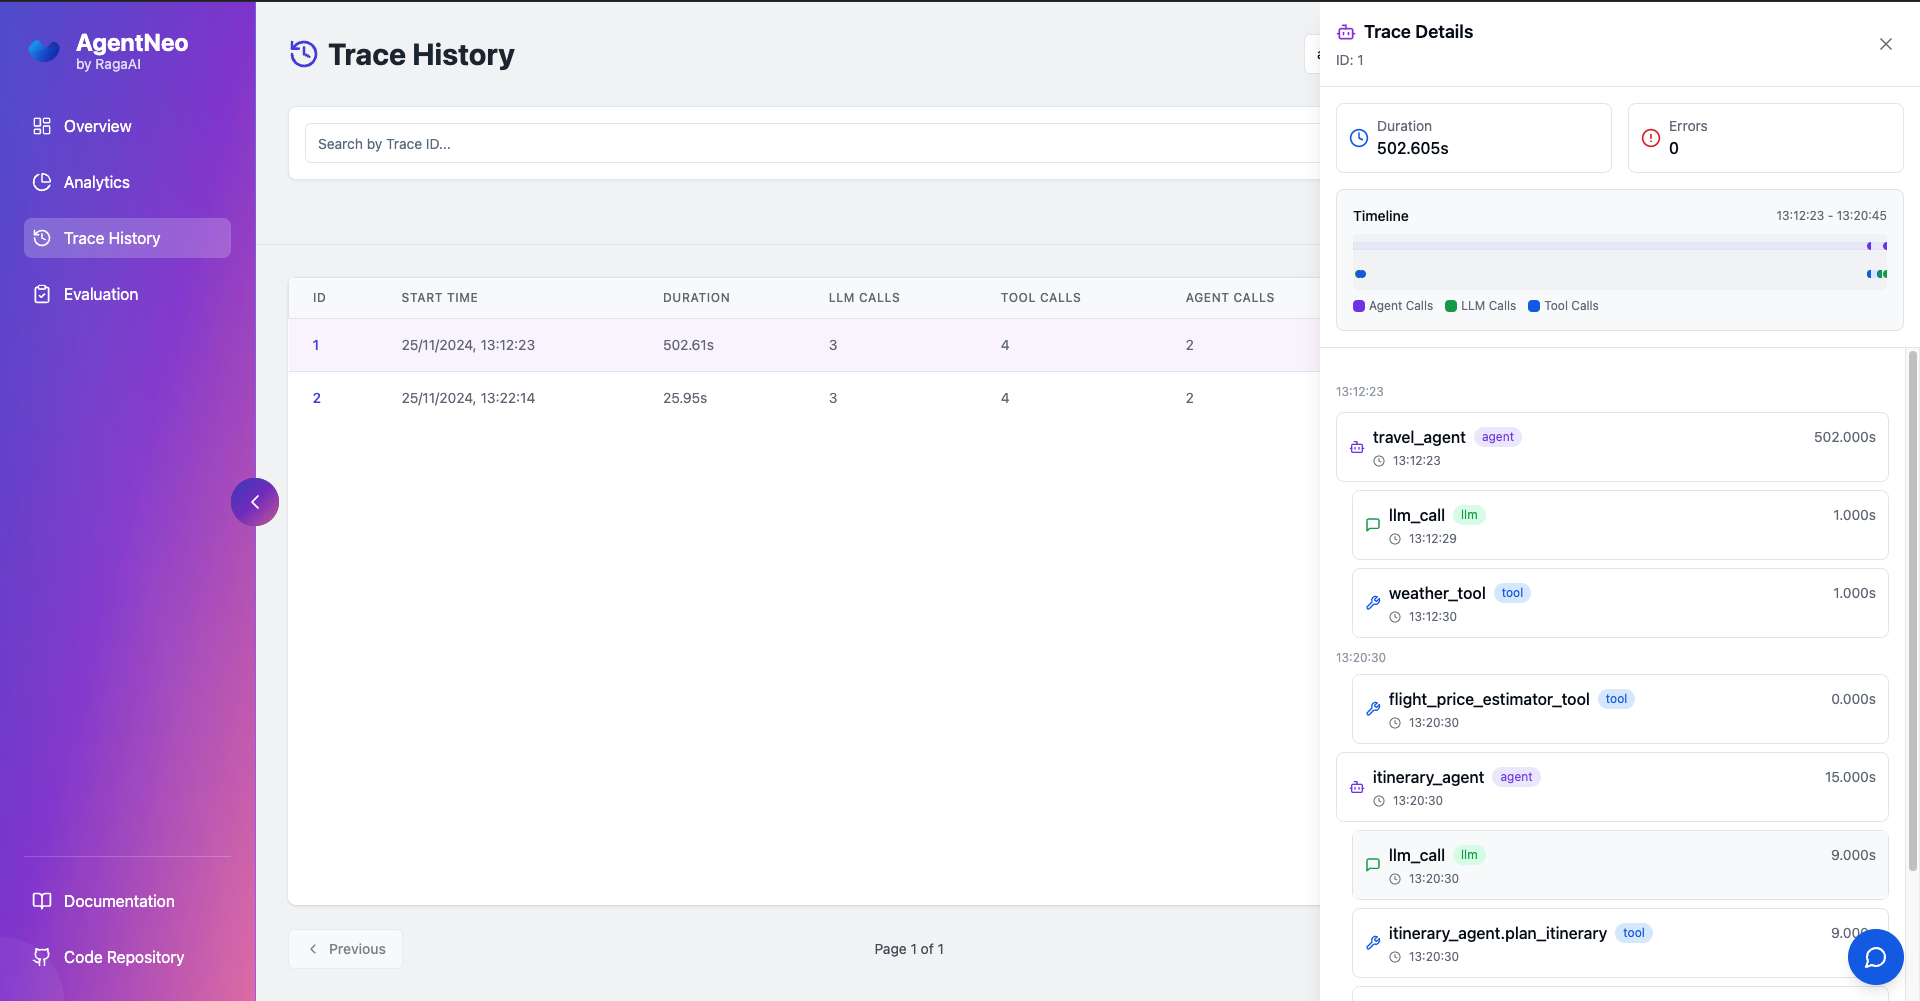 AgentNeo
by RagaAI
Overview
Analytics
Trace History
Evaluation
Documentation
Code Repository
Trace History
Search by Trace ID...
ID START TIME DURATION LLM CALLS TOOL CALLS AGENT CALLS
1 25/11/2024, 13:12:23 502.61s 3 4 2
2 25/11/2024, 13:22:14 25.95s 3 4 2
Previous
Page 1 of 1
Trace Details
ID: 1
Duration
502.605s
Errors
0
Timeline 13:12:23 - 13:20:45
Agent Calls LLM Calls Tool Calls
13:12:23
travel_agent agent 502.000s
13:12:23
llm_call llm 1.000s
13:12:29
weather_tool tool 1.000s
13:12:30
13:20:30
flight_price_estimator_tool tool 0.000s
13:20:30
itinerary_agent agent 15.000s
13:20:30
llm_call llm 9.000s
13:20:30
itinerary_agent.plan_itinerary tool
13:20:30